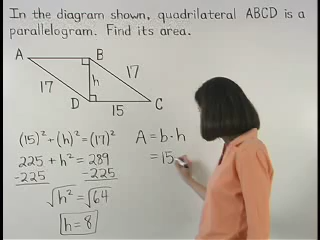 In the diagram shown, quadrilateral ABCD is a
parallelogram. Find its area.
A
B
17
h
17
D
15
C
(15)² + (h)² = (17)²
225 + h² = 289
-225 -225
√h² = √64
h = 8
A = b · h
= 15